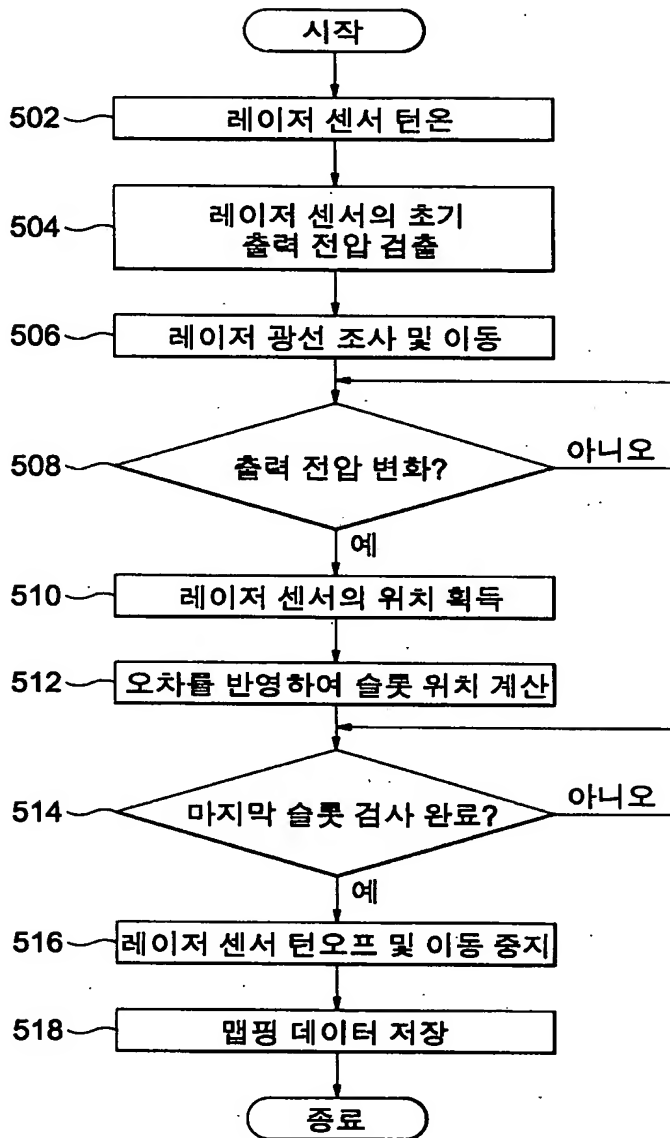 시작
502
레이저 센서 턴온
504
레이저 센서의 초기
출력 전압 검출
506
레이저 광선 조사 및 이동
508
출력 전압 변화?
아니오
예
510
레이저 센서의 위치 획득
512
오차률 반영하여 슬롯 위치 계산
514
마지막 슬롯 검사 완료?
아니오
예
516
레이저 센서 턴오프 및 이동 중지
518
맵핑 데이터 저장
종료